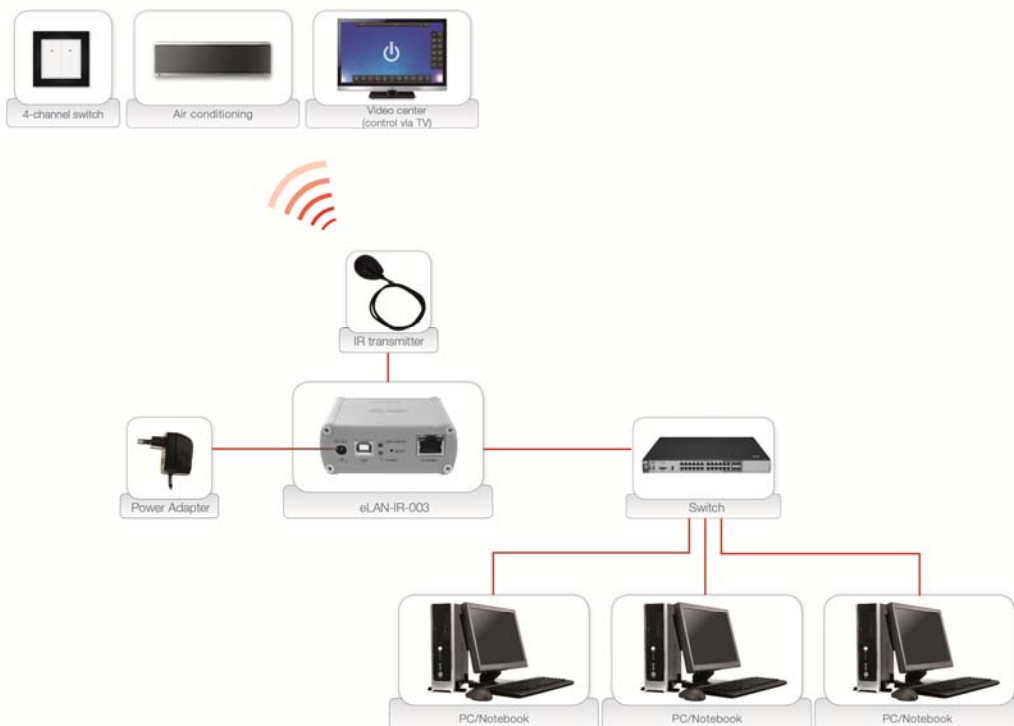 4-channel switch
Air conditioning
Video center
(control via TV)
IR transmitter
Power Adapter
eLAN-IR-003
Switch
PC/Notebook
PC/Notebook
PC/Notebook